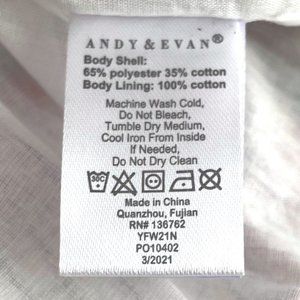 ANDY & EVAN®
Body Shell:
65% polyester 35% cotton
Body Lining: 100% cotton
Machine Wash Cold,
Do Not Bleach,
Tumble Dry Medium,
Cool Iron From Inside
If Needed,
Do Not Dry Clean
30C
Made in China
Quanzhou, Fujian
RN# 136762
YFW21N
PO10402
3/2021